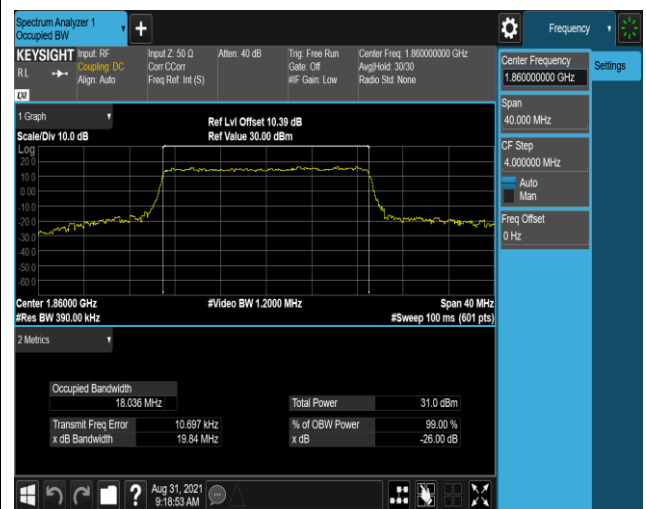 Spectrum Analyzer 1
Occupied BW
Frequency
KEYSIGHT
RL
LXI
Input: RF
Coupling: DC
Align: Auto
Input Z: 50 Ω
Corr CCorr
Freq Ref: Int (S)
Atten: 40 dB
Trig: Free Run
Gate: Off
#IF Gain: Low
Center Freq: 1.860000000 GHz
Avg|Hold: 30/30
Radio Std: None
Center Frequency
1.860000000 GHz
Settings
Span
40.000 MHz
CF Step
4.000000 MHz
Auto
Man
Freq Offset
0 Hz
1 Graph
Scale/Div 10.0 dB
Ref Lvl Offset 10.39 dB
Ref Value 30.00 dBm
Log
20.0
10.0
0.00
-10.0
-20.0
-30.0
-40.0
-50.0
-60.0
Center 1.86000 GHz
#Video BW 1.2000 MHz
Span 40 MHz
#Res BW 390.00 kHz
#Sweep 100 ms (601 pts)
2 Metrics
Occupied Bandwidth
18.036 MHz
Total Power 31.0 dBm
Transmit Freq Error 10.697 kHz
% of OBW Power 99.00 %
x dB Bandwidth 19.84 MHz
x dB -26.00 dB
Aug 31, 2021
9:18:53 AM